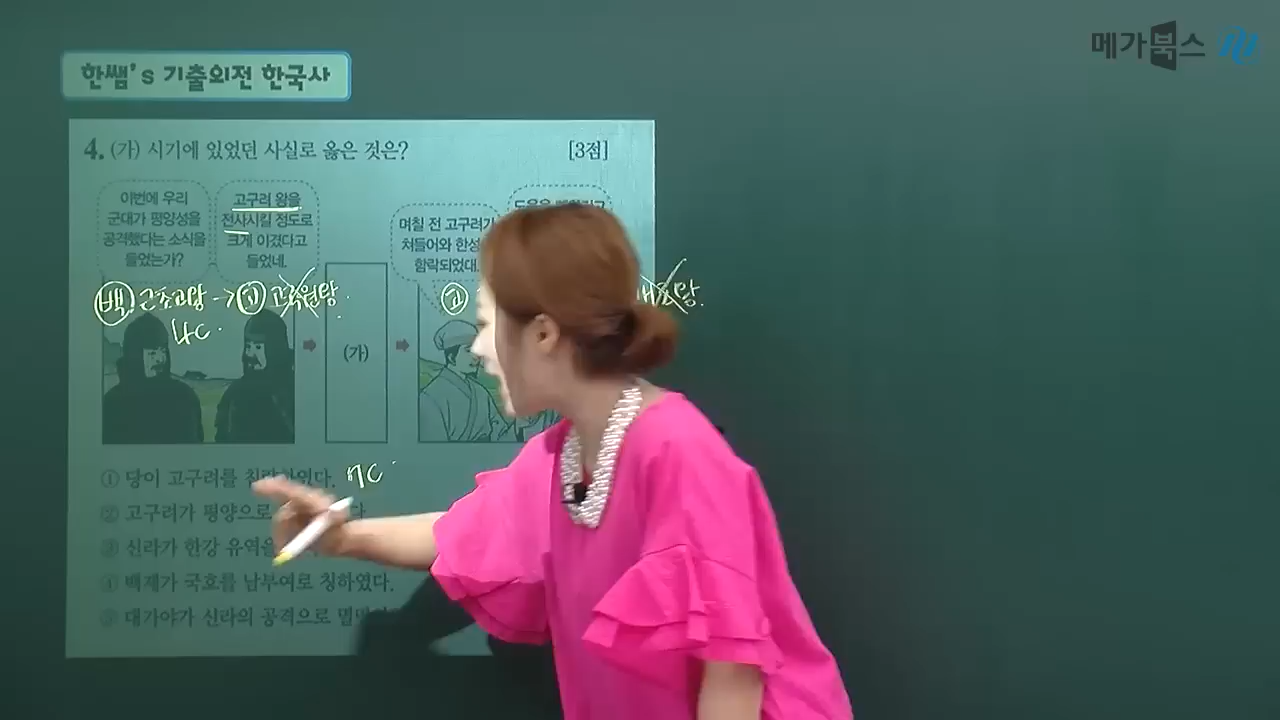 메가북스
한쌤's 기출외전 한국사
4. (가) 시기에 있었던 사실로 옳은 것은? [3점]
이번에 우리
군대가 평양성을
공격했다는 소식을
들었는가?
고구려 왕을
전사시킬 정도로
크게 이겼다고
들었네.
며칠 전 고구려가
쳐들어와 한성
함락되었대.
백 근초고왕 → 고 고국원왕.
4C.
고
(가)
① 당이 고구려를 7C
② 고구려가 평양으로
③ 신라가 한강 유역을
④ 백제가 국호를 남부여로 칭하였다.
⑤ 대가야가 신라의 공격으로